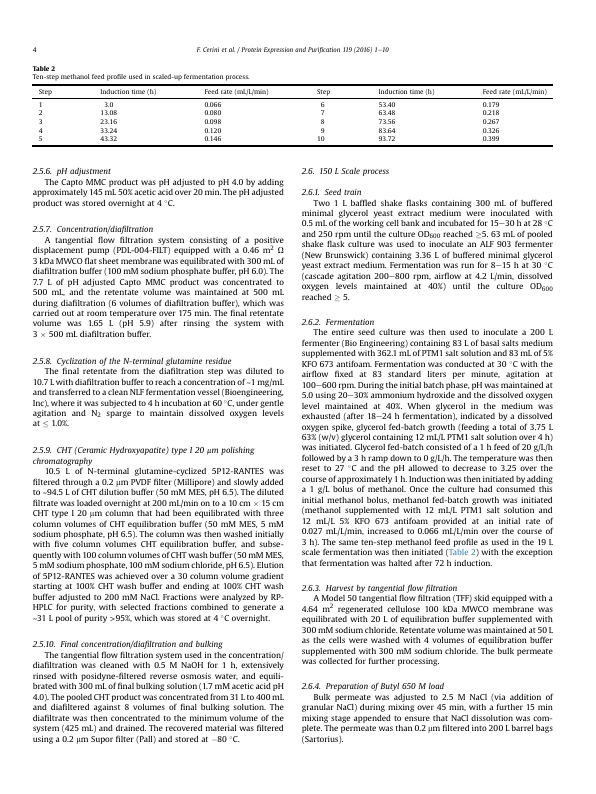 4
F. Cerini et al. / Protein Expression and Purification 119 (2016) 1–10
Table 2
Ten-step methanol feed profile used in scaled-up fermentation process.
Step Induction time (h) Feed rate (mL/L/min) Step Induction time (h) Feed rate (mL/L/min)
1 3.0 0.066 6 53.40 0.179
2 13.08 0.080 7 63.48 0.218
3 23.16 0.098 8 73.56 0.267
4 33.24 0.120 9 83.64 0.326
5 43.32 0.146 10 93.72 0.399
2.5.6. pH adjustment
The Capto MMC product was pH adjusted to pH 4.0 by adding
approximately 145 mL 50% acetic acid over 20 min. The pH adjusted
product was stored overnight at 4 °C.
2.5.7. Concentration/diafiltration
A tangential flow filtration system consisting of a positive
displacement pump (PDL-004-FILT) equipped with a 0.46 m² Ω
3 kDa MWCO flat sheet membrane was equilibrated with 300 mL of
diafiltration buffer (100 mM sodium phosphate buffer, pH 6.0). The
7.7 L of pH adjusted Capto MMC product was concentrated to
500 mL, and the retentate volume was maintained at 500 mL
during diafiltration (6 volumes of diafiltration buffer), which was
carried out at room temperature over 175 min. The final retentate
volume was 1.65 L (pH 5.9) after rinsing the system with
3 × 500 mL diafiltration buffer.
2.5.8. Cyclization of the N-terminal glutamine residue
The final retentate from the diafiltration step was diluted to
10.7 L with diafiltration buffer to reach a concentration of ~1 mg/mL
and transferred to a clean NLF fermentation vessel (Bioengineering,
Inc), where it was subjected to 4 h incubation at 60 °C, under gentle
agitation and N₂ sparge to maintain dissolved oxygen levels
at ≤ 1.0%.
2.5.9. CHT (Ceramic Hydroxyapatite) type I 20 μm polishing
chromatography
10.5 L of N-terminal glutamine-cyclized 5P12-RANTES was
filtered through a 0.2 μm PVDF filter (Millipore) and slowly added
to ~94.5 L of CHT dilution buffer (50 mM MES, pH 6.5). The diluted
filtrate was loaded overnight at 200 mL/min on to a 10 cm × 15 cm
CHT type I 20 μm column that had been equilibrated with three
column volumes of CHT equilibration buffer (50 mM MES, 5 mM
sodium phosphate, pH 6.5). The column was then washed initially
with five column volumes CHT equilibration buffer, and subse-
quently with 100 column volumes of CHT wash buffer (50 mM MES,
5 mM sodium phosphate, 100 mM sodium chloride, pH 6.5). Elution
of 5P12-RANTES was achieved over a 30 column volume gradient
starting at 100% CHT wash buffer and ending at 100% CHT wash
buffer adjusted to 200 mM NaCl. Fractions were analyzed by RP-
HPLC for purity, with selected fractions combined to generate a
~31 L pool of purity >95%, which was stored at 4 °C overnight.
2.5.10. Final concentration/diafiltration and bulking
The tangential flow filtration system used in the concentration/
diafiltration was cleaned with 0.5 M NaOH for 1 h, extensively
rinsed with posidyne-filtered reverse osmosis water, and equili-
brated with 300 mL of final bulking solution (1.7 mM acetic acid pH
4.0). The pooled CHT product was concentrated from 31 L to 400 mL
and diafiltered against 8 volumes of final bulking solution. The
diafiltrate was then concentrated to the minimum volume of the
system (425 mL) and drained. The recovered material was filtered
using a 0.2 μm Supor filter (Pall) and stored at −80 °C.
2.6. 150 L Scale process
2.6.1. Seed train
Two 1 L baffled shake flasks containing 300 mL of buffered
minimal glycerol yeast extract medium were inoculated with
0.5 mL of the working cell bank and incubated for 15–30 h at 28 °C
and 250 rpm until the culture OD₆₀₀ reached ≥5. 63 mL of pooled
shake flask culture was used to inoculate an ALF 903 fermenter
(New Brunswick) containing 3.36 L of buffered minimal glycerol
yeast extract medium. Fermentation was run for 8–15 h at 30 °C
(cascade agitation 200–800 rpm, airflow at 4.2 L/min, dissolved
oxygen levels maintained at 40%) until the culture OD₆₀₀
reached ≥ 5.
2.6.2. Fermentation
The entire seed culture was then used to inoculate a 200 L
fermenter (Bio Engineering) containing 83 L of basal salts medium
supplemented with 362.1 mL of PTM1 salt solution and 83 mL of 5%
KFO 673 antifoam. Fermentation was conducted at 30 °C with the
airflow fixed at 83 standard liters per minute, agitation at
100–600 rpm. During the initial batch phase, pH was maintained at
5.0 using 20–30% ammonium hydroxide and the dissolved oxygen
level maintained at 40%. When glycerol in the medium was
exhausted (after 18–24 h fermentation), indicated by a dissolved
oxygen spike, glycerol fed-batch growth (feeding a total of 3.75 L
63% (w/v) glycerol containing 12 mL/L PTM1 salt solution over 4 h)
was initiated. Glycerol fed-batch consisted of a 1 h feed of 20 g/L/h
followed by a 3 h ramp down to 0 g/L/h. The temperature was then
reset to 27 °C and the pH allowed to decrease to 3.25 over the
course of approximately 1 h. Induction was then initiated by adding
a 1 g/L bolus of methanol. Once the culture had consumed this
initial methanol bolus, methanol fed-batch growth was initiated
(methanol supplemented with 12 mL/L PTM1 salt solution and
12 mL/L 5% KFO 673 antifoam provided at an initial rate of
0.027 mL/L/min, increased to 0.066 mL/L/min over the course of
3 h). The same ten-step methanol feed profile as used in the 19 L
scale fermentation was then initiated (Table 2) with the exception
that fermentation was halted after 72 h induction.
2.6.3. Harvest by tangential flow filtration
A Model 50 tangential flow filtration (TFF) skid equipped with a
4.64 m² regenerated cellulose 100 kDa MWCO membrane was
equilibrated with 20 L of equilibration buffer supplemented with
300 mM sodium chloride. Retentate volume was maintained at 50 L
as the cells were washed with 4 volumes of equilibration buffer
supplemented with 300 mM sodium chloride. The bulk permeate
was collected for further processing.
2.6.4. Preparation of Butyl 650 M load
Bulk permeate was adjusted to 2.5 M NaCl (via addition of
granular NaCl) during mixing over 45 min, with a further 15 min
mixing stage appended to ensure that NaCl dissolution was com-
plete. The permeate was than 0.2 μm filtered into 200 L barrel bags
(Sartorius).